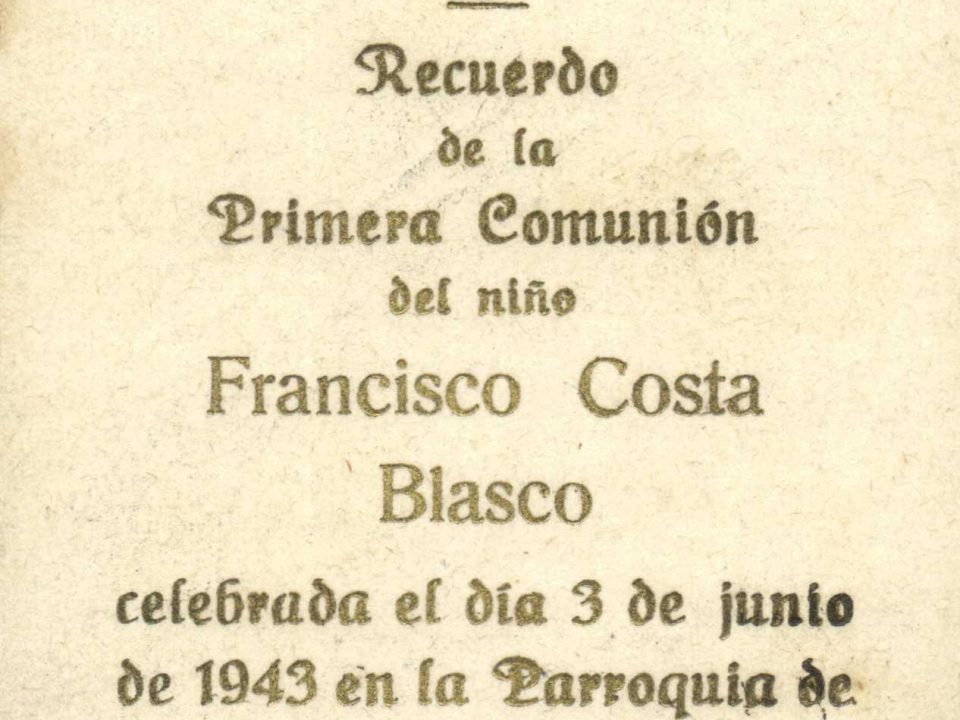 Recuerdo
de la
Primera Comunión
del niño
Francisco Costa
Blasco
celebrada el día 3 de junio
de 1943 en la Parroquia de